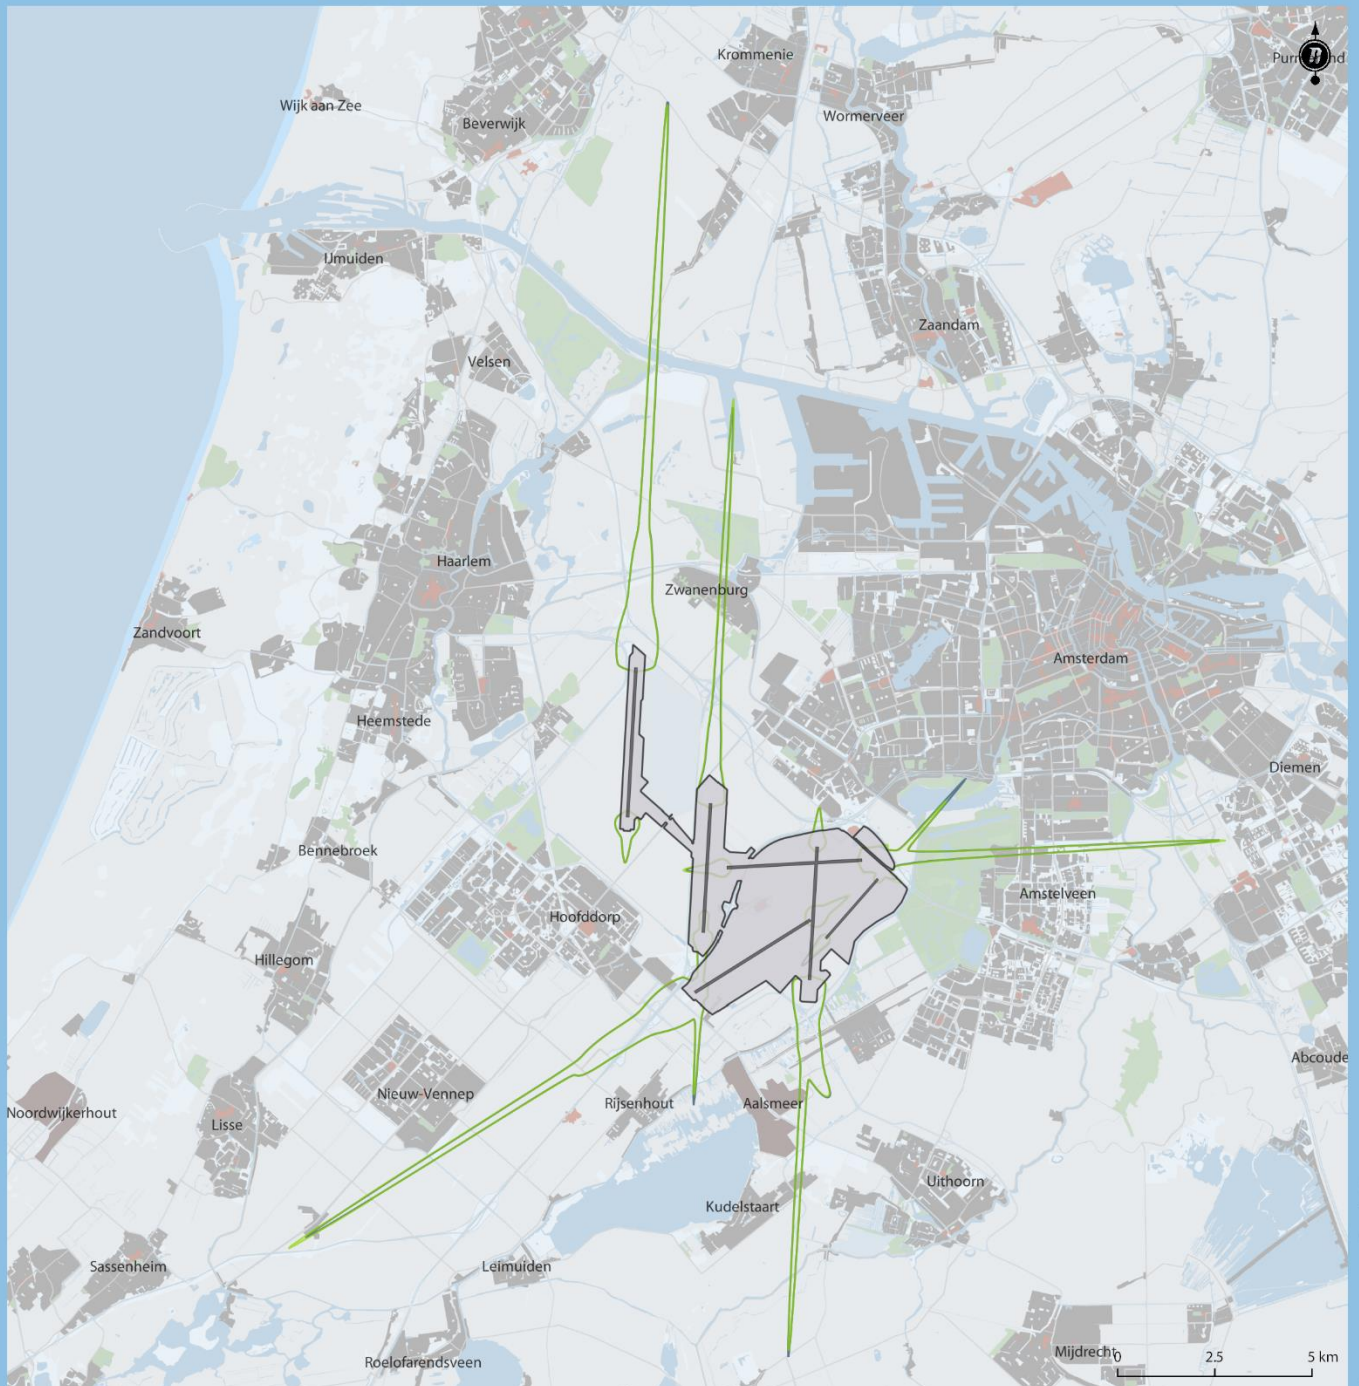 Krommenie
Wijk aan Zee
Beverwijk
Wormerveer
IJmuiden
Zaandam
Velsen
Haarlem
Zwanenburg
Zandvoort
Amsterdam
Heemstede
Diemen
Bennebroek
Amstelveen
Hoofddorp
Hillegom
Abcoude
Nieuw-Vennep
Rijsenhout
Aalsmeer
Noordwijkerhout
Lisse
Uithoorn
Kudelstaart
Sassenheim
Leimuiden
Roelofarendsveen
Mijdrecht
0 2.5 5 km